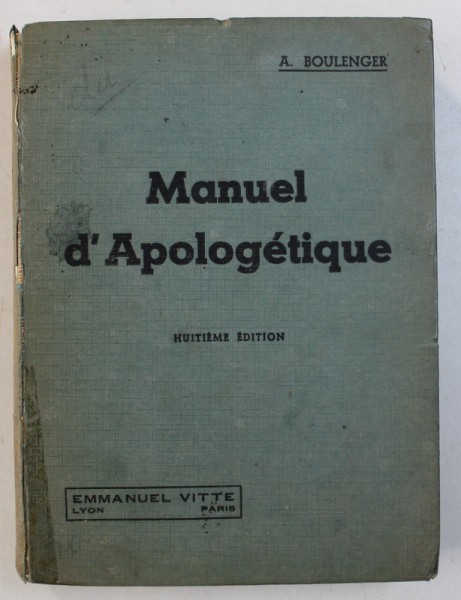 A. BOULENGER
Manuel
d'Apologétique
HUITIÈME ÉDITION
EMMANUEL VITTE
LYON PARIS